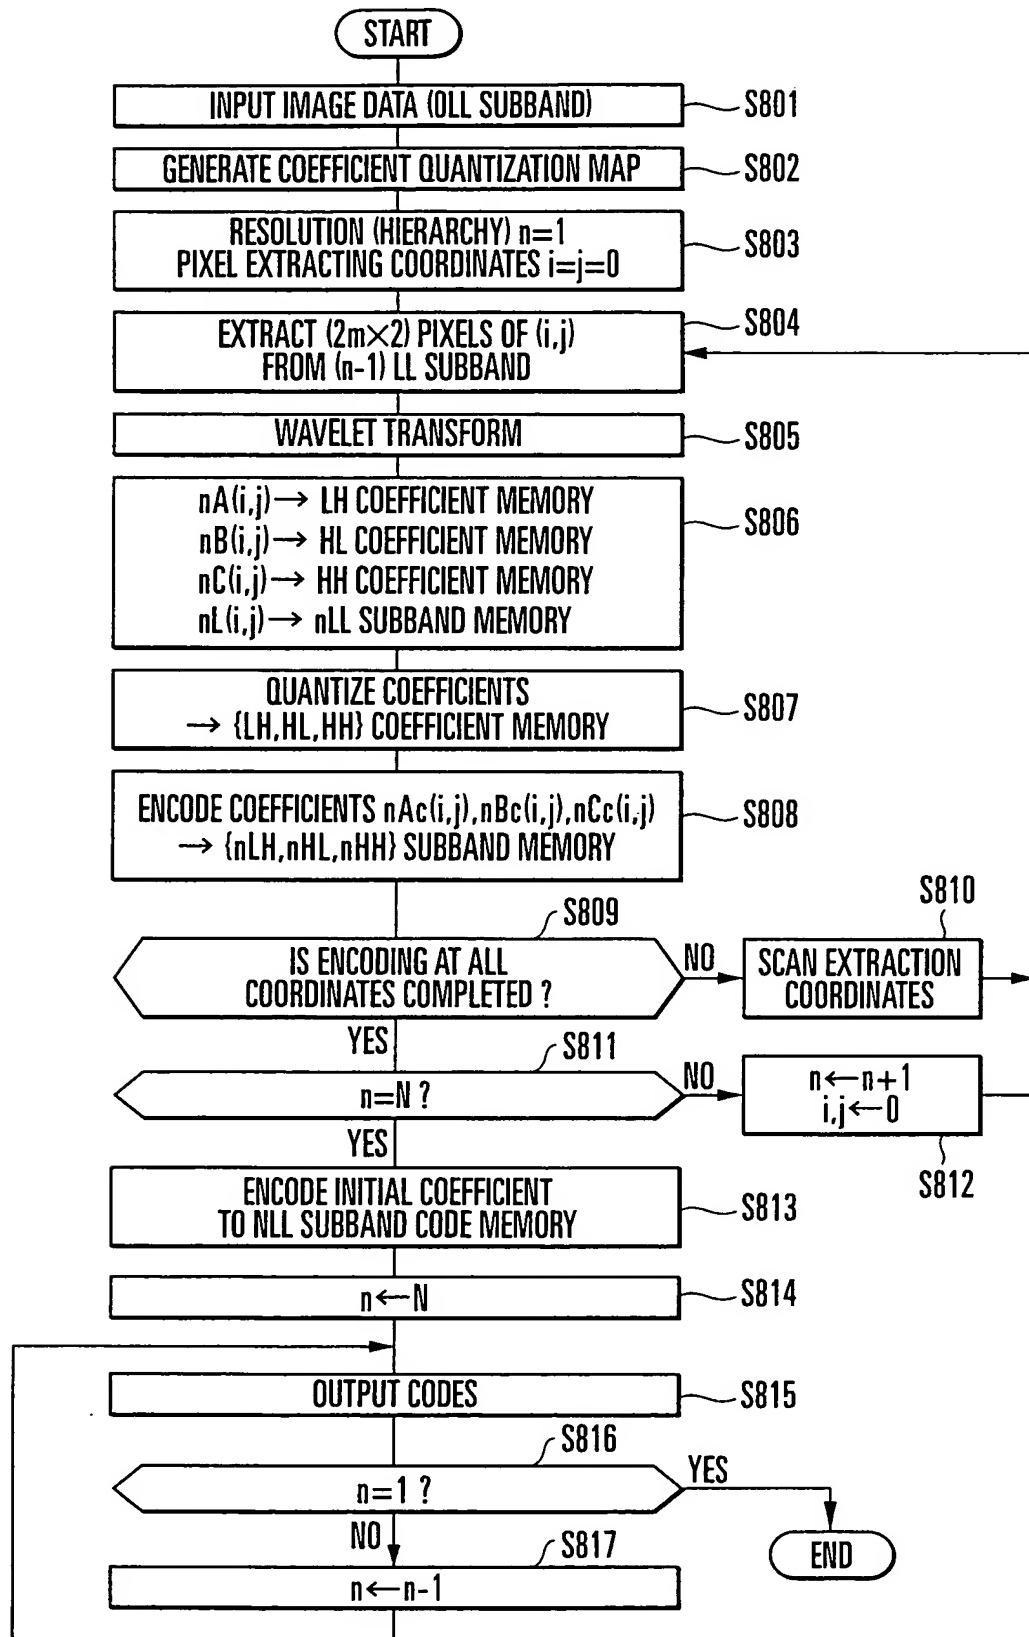 START
INPUT IMAGE DATA (0LL SUBBAND)
S801
GENERATE COEFFICIENT QUANTIZATION MAP
S802
RESOLUTION (HIERARCHY) n=1
PIXEL EXTRACTING COORDINATES i=j=0
S803
EXTRACT (2m×2) PIXELS OF (i,j)
FROM (n-1) LL SUBBAND
S804
WAVELET TRANSFORM
S805
nA(i,j)→ LH COEFFICIENT MEMORY
nB(i,j)→ HL COEFFICIENT MEMORY
nC(i,j)→ HH COEFFICIENT MEMORY
nL(i,j)→ nLL SUBBAND MEMORY
S806
QUANTIZE COEFFICIENTS
→ {LH,HL,HH} COEFFICIENT MEMORY
S807
ENCODE COEFFICIENTS nAc(i,j),nBc(i,j),nCc(i,j)
→ {nLH,nHL,nHH} SUBBAND MEMORY
S808
S809
IS ENCODING AT ALL
COORDINATES COMPLETED ?
NO
S810
SCAN EXTRACTION
COORDINATES
YES
S811
n=N ?
NO
n←n+1
i,j←0
S812
YES
ENCODE INITIAL COEFFICIENT
TO NLL SUBBAND CODE MEMORY
S813
n←N
S814
OUTPUT CODES
S815
S816
n=1 ?
YES
END
NO
S817
n←n-1